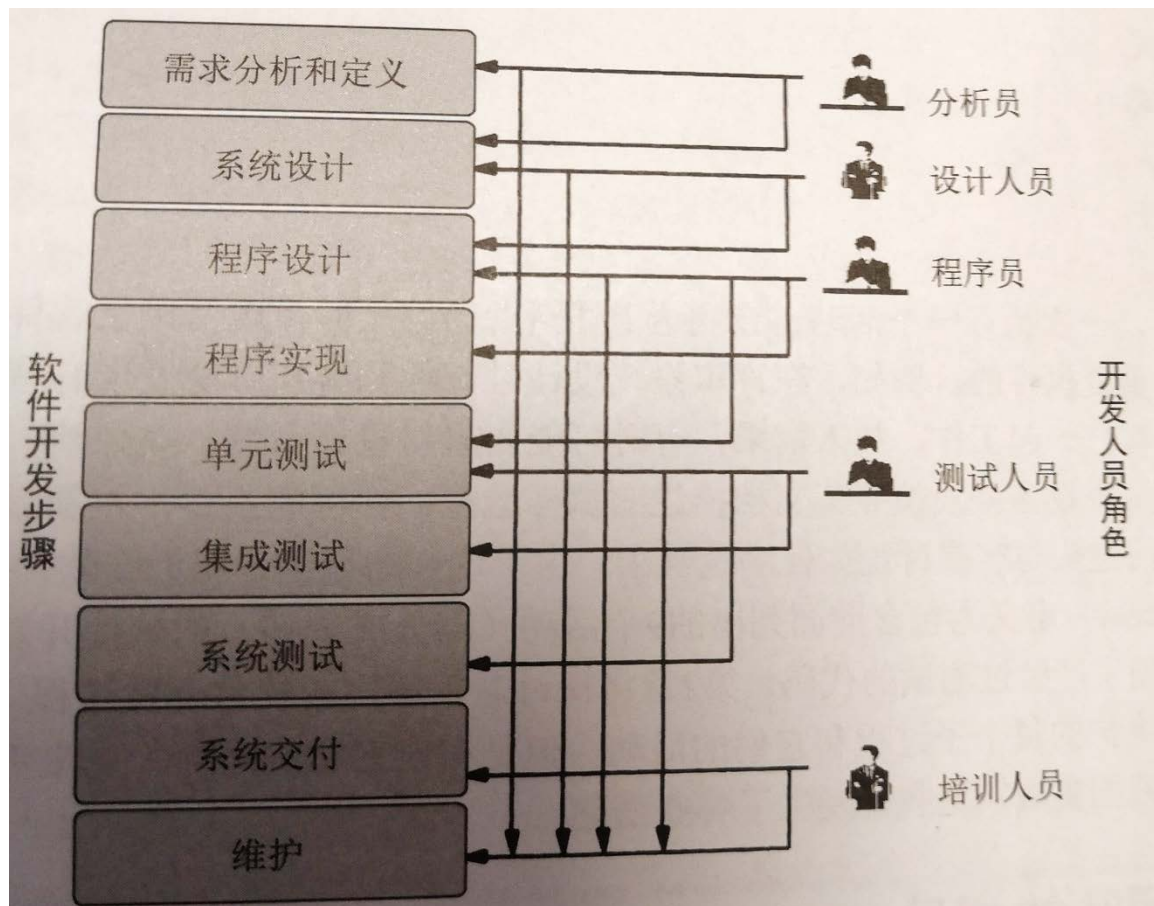 需求分析和定义
分析员
系统设计
设计人员
程序设计
程序员
程序实现
单元测试
测试人员
集成测试
系统测试
系统交付
培训人员
维护
软件开发步骤
开发人员角色